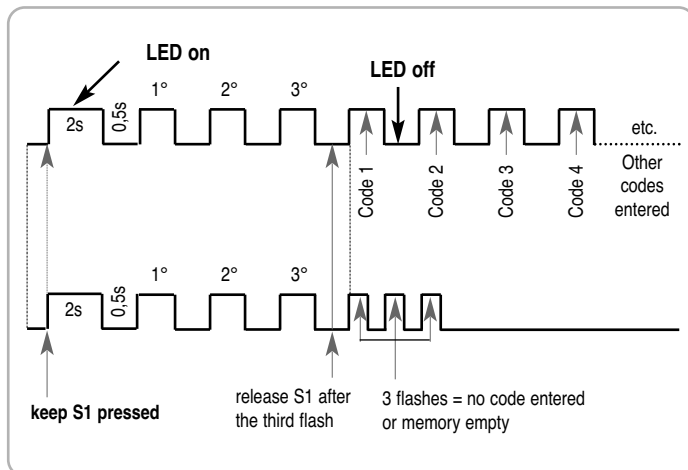 LED on
LED off
1°
2°
3°
2s
0,5s
Code 1
Code 2
Code 3
Code 4
etc.
Other
codes
entered
1°
2°
3°
2s
0,5s
keep S1 pressed
release S1 after
the third flash
3 flashes = no code entered
or memory empty